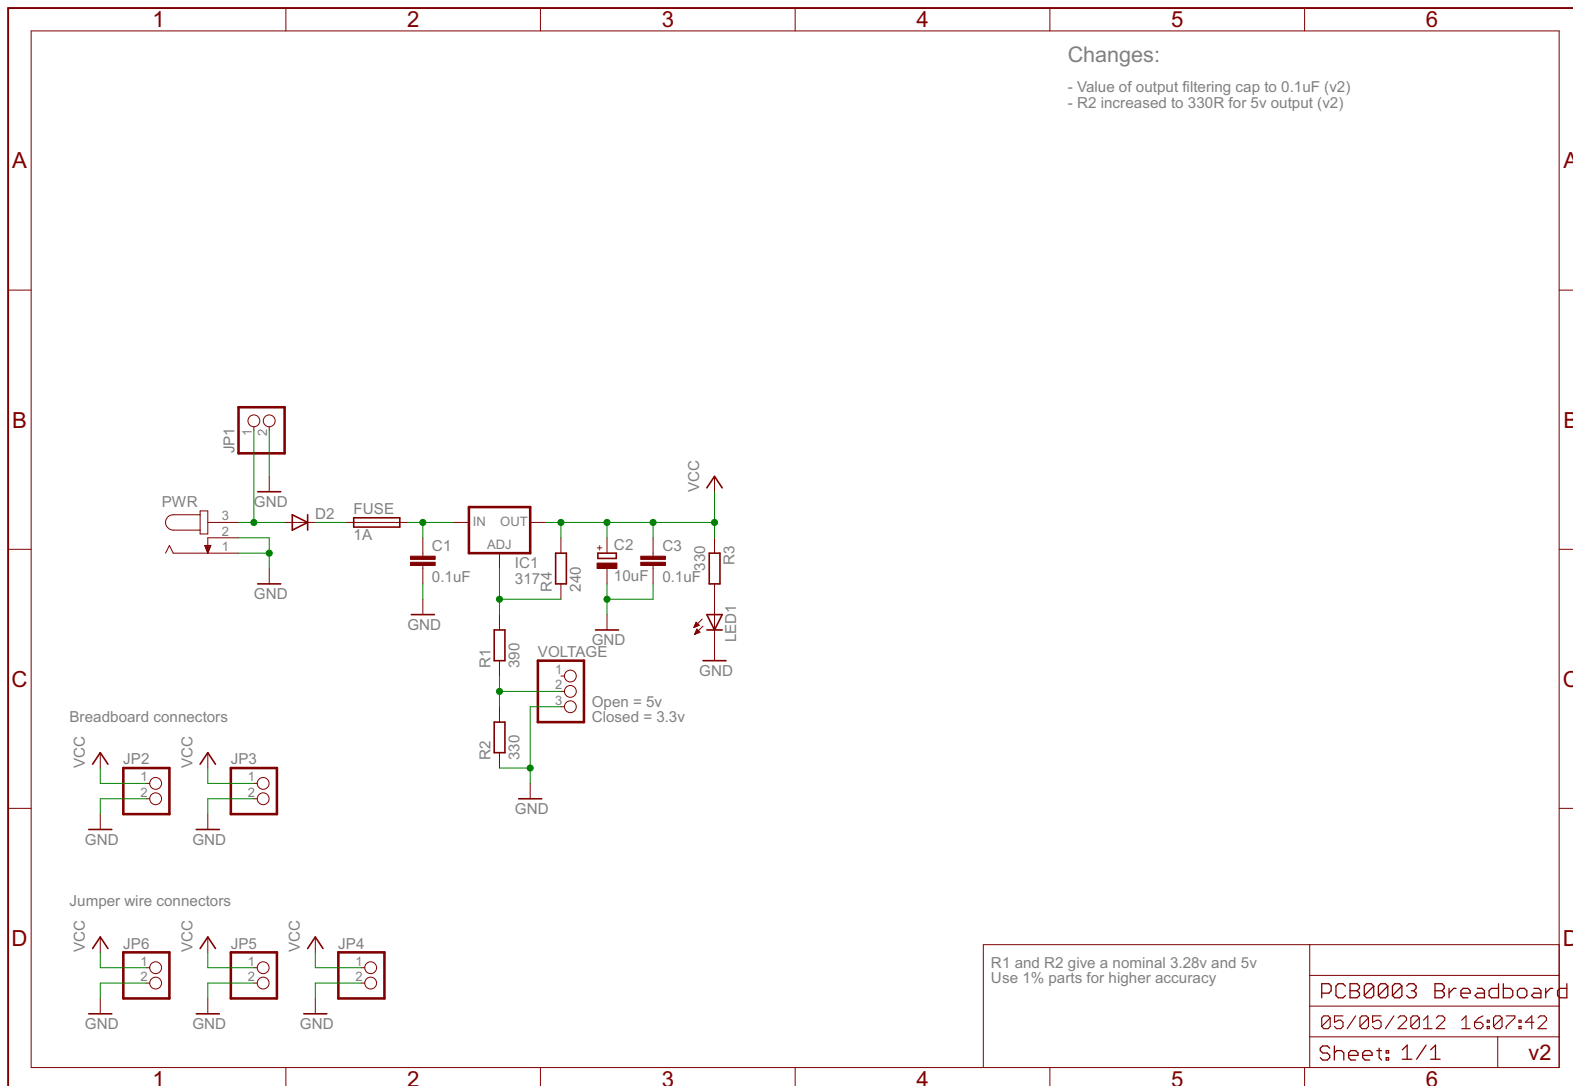 1 2 3 4 5 6
Changes:
- Value of output filtering cap to 0.1uF (v2)
- R2 increased to 330R for 5v output (v2)
A A
B B
JP1
1
2
GND
PWR
3
2
1
GND
D2
FUSE
1A
C1
0.1uF
GND
IN OUT
ADJ
IC1
317
R4
240
C2
+
10uF
GND
C3
0.1uF
VCC
R3
330
LED1
GND
R1
390
VOLTAGE
1
2
3
Open = 5v
Closed = 3.3v
R2
330
GND
C C
Breadboard connectors
VCC
JP2
1
2
GND
VCC
JP3
1
2
GND
Jumper wire connectors
D D
VCC
JP6
1
2
GND
VCC
JP5
1
2
GND
VCC
JP4
1
2
GND
R1 and R2 give a nominal 3.28v and 5v
Use 1% parts for higher accuracy
PCB0003 Breadboard
05/05/2012 16:07:42
Sheet: 1/1 v2
1 2 3 4 5 6